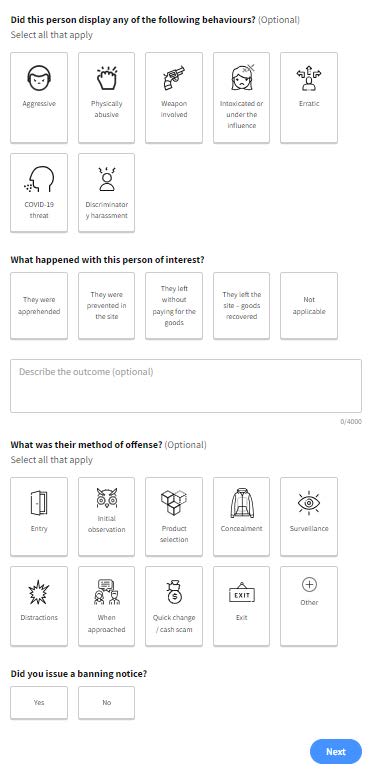 Did this person display any of the following behaviours? (Optional)
Select all that apply
Aggressive
Physically
abusive
Weapon
involved
Intoxicated or
under the
influence
Erratic
COVID-19
threat
Discriminator
y harassment
What happened with this person of interest?
They were
apprehended
They were
prevented in
the site
They left
without
paying for the
goods
They left the
site – goods
recovered
Not
applicable
Describe the outcome (optional)
0/4000
What was their method of offense? (Optional)
Select all that apply
Entry
Initial
observation
Product
selection
Concealment
Surveillance
Distractions
When
approached
Quick change
/ cash scam
EXIT
Exit
Other
Did you issue a banning notice?
Yes
No
Next